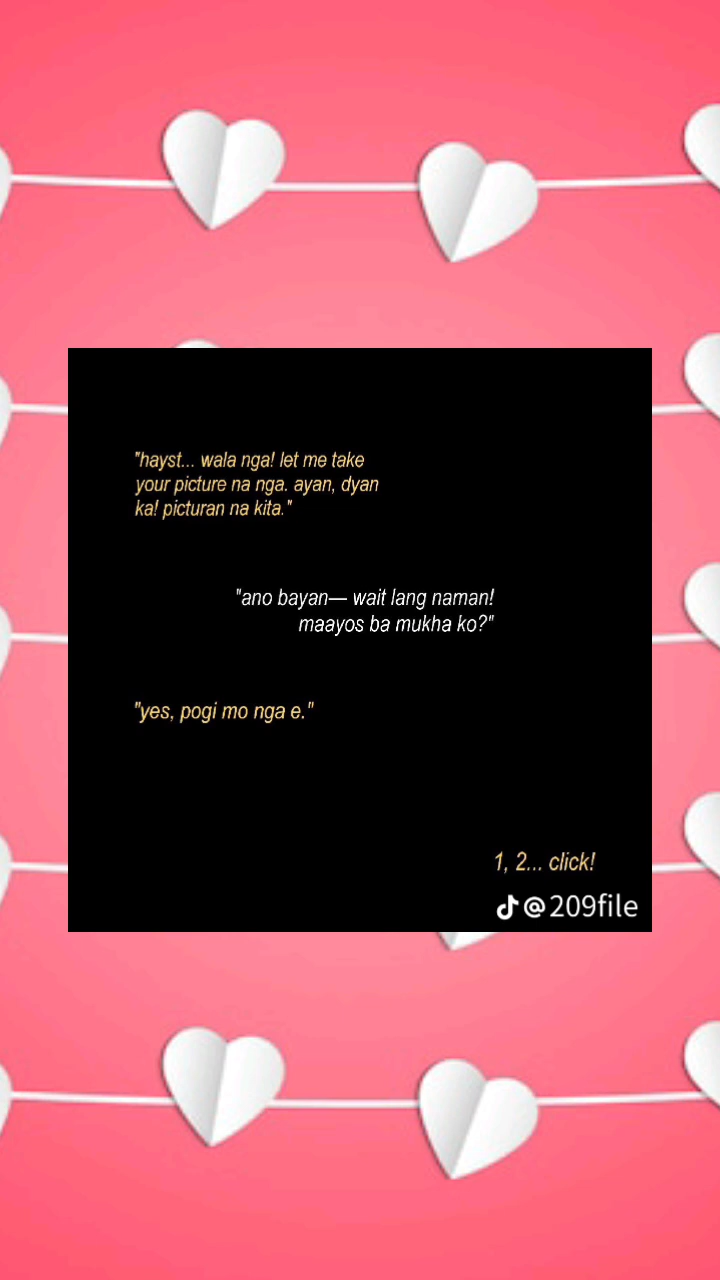 "hayst... wala nga! let me take
your picture na nga. ayan, dyan
ka! picturan na kita."
"ano bayan— wait lang naman!
maayos ba mukha ko?"
"yes, pogi mo nga e."
1, 2... click!
@209file